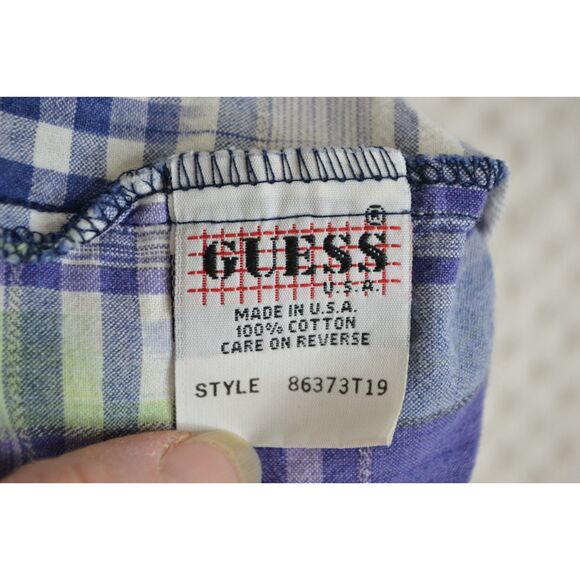 GUESS ®
U.S.A.
MADE IN U.S.A.
100% COTTON
CARE ON REVERSE
STYLE 86373T19